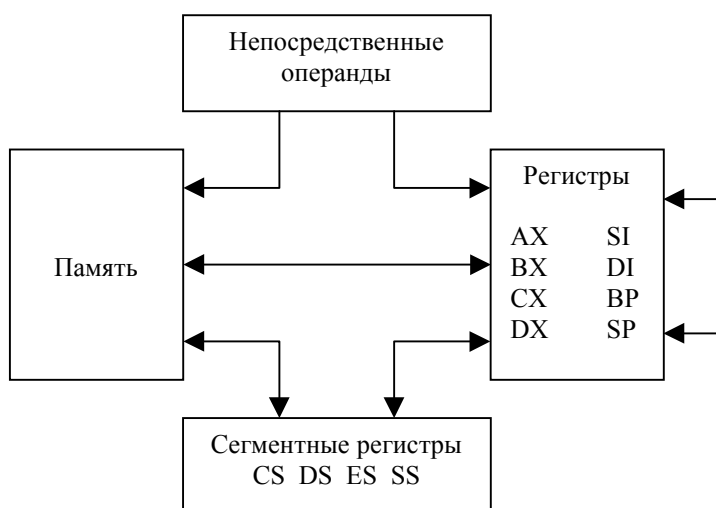 Непосредственные
операнды
Память
Регистры
AX SI
BX DI
CX BP
DX SP
Сегментные регистры
CS DS ES SS